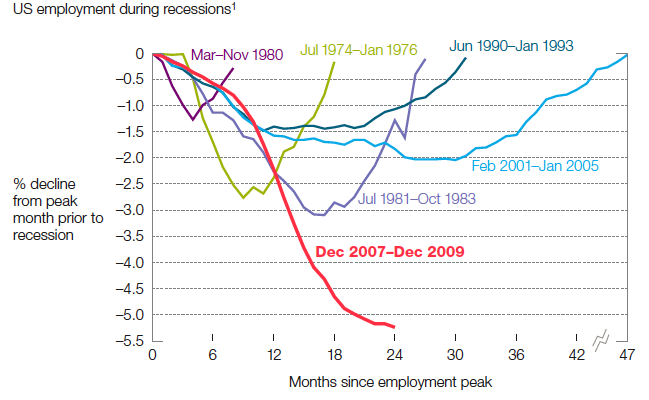 US employment during recessions¹
Mar–Nov 1980
Jul 1974–Jan 1976
Jun 1990–Jan 1993
0
–0.5
–1.0
–1.5
–2.0
–2.5
–3.0
–3.5
–4.0
–4.5
–5.0
–5.5
% decline
from peak
month prior to
recession
Feb 2001–Jan 2005
Jul 1981–Oct 1983
Dec 2007–Dec 2009
0 6 12 18 24 30 36 42 47
Months since employment peak